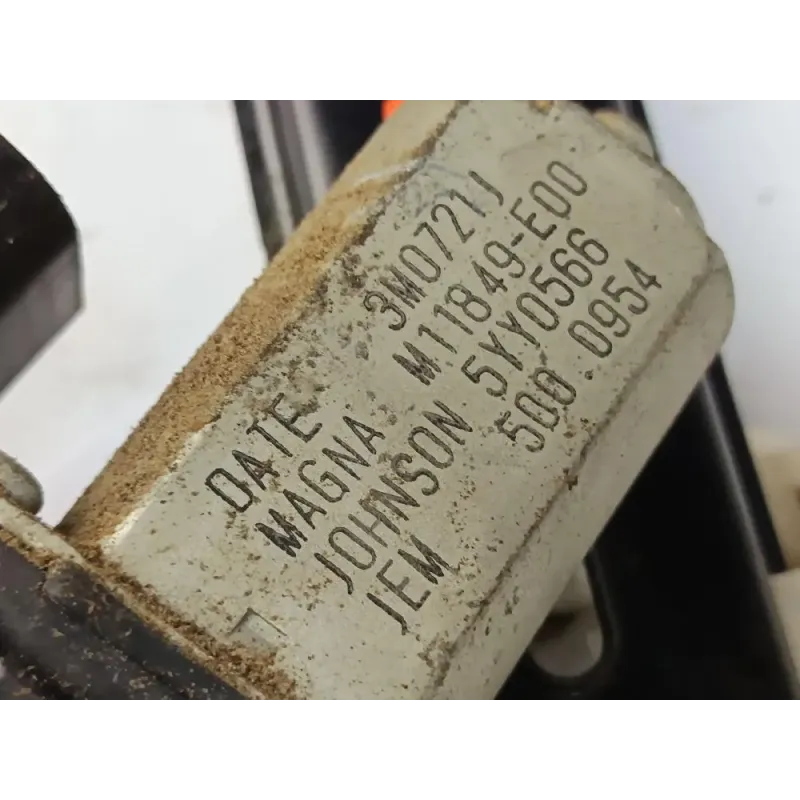 DATE 3M0721J
MAGNA M11849-E00
JOHNSON 5YY0566
JEM 500.0954